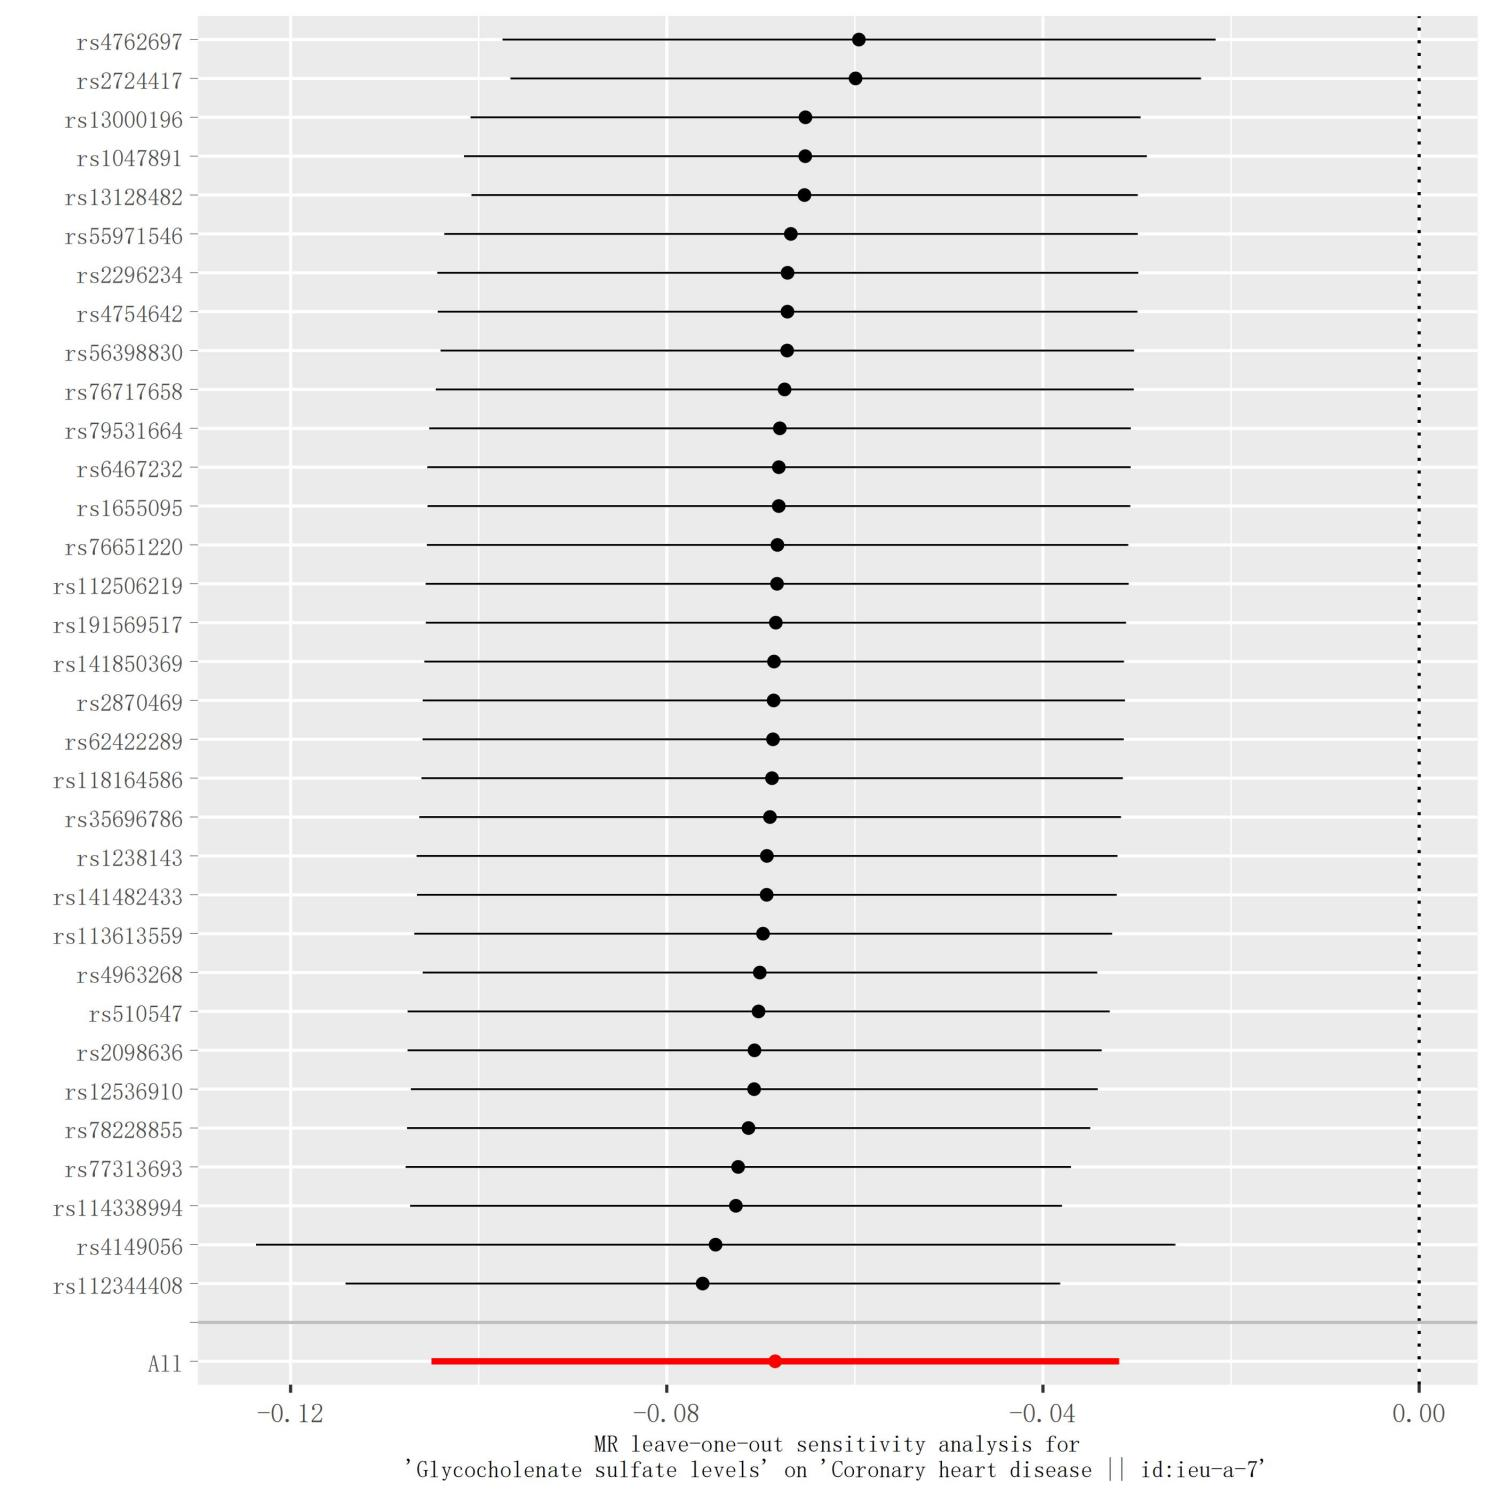 rs4762697
rs2724417
rs13000196
rs1047891
rs13128482
rs55971546
rs2296234
rs4754642
rs56398830
rs76717658
rs79531664
rs6467232
rs1655095
rs76651220
rs112506219
rs191569517
rs141850369
rs2870469
rs62422289
rs118164586
rs35696786
rs1238143
rs141482433
rs113613559
rs4963268
rs510547
rs2098636
rs12536910
rs78228855
rs77313693
rs114338994
rs4149056
rs112344408
All
-0.12 -0.08 -0.04 0.00
MR leave-one-out sensitivity analysis for
'Glycocholenate sulfate levels' on 'Coronary heart disease || id:ieu-a-7'